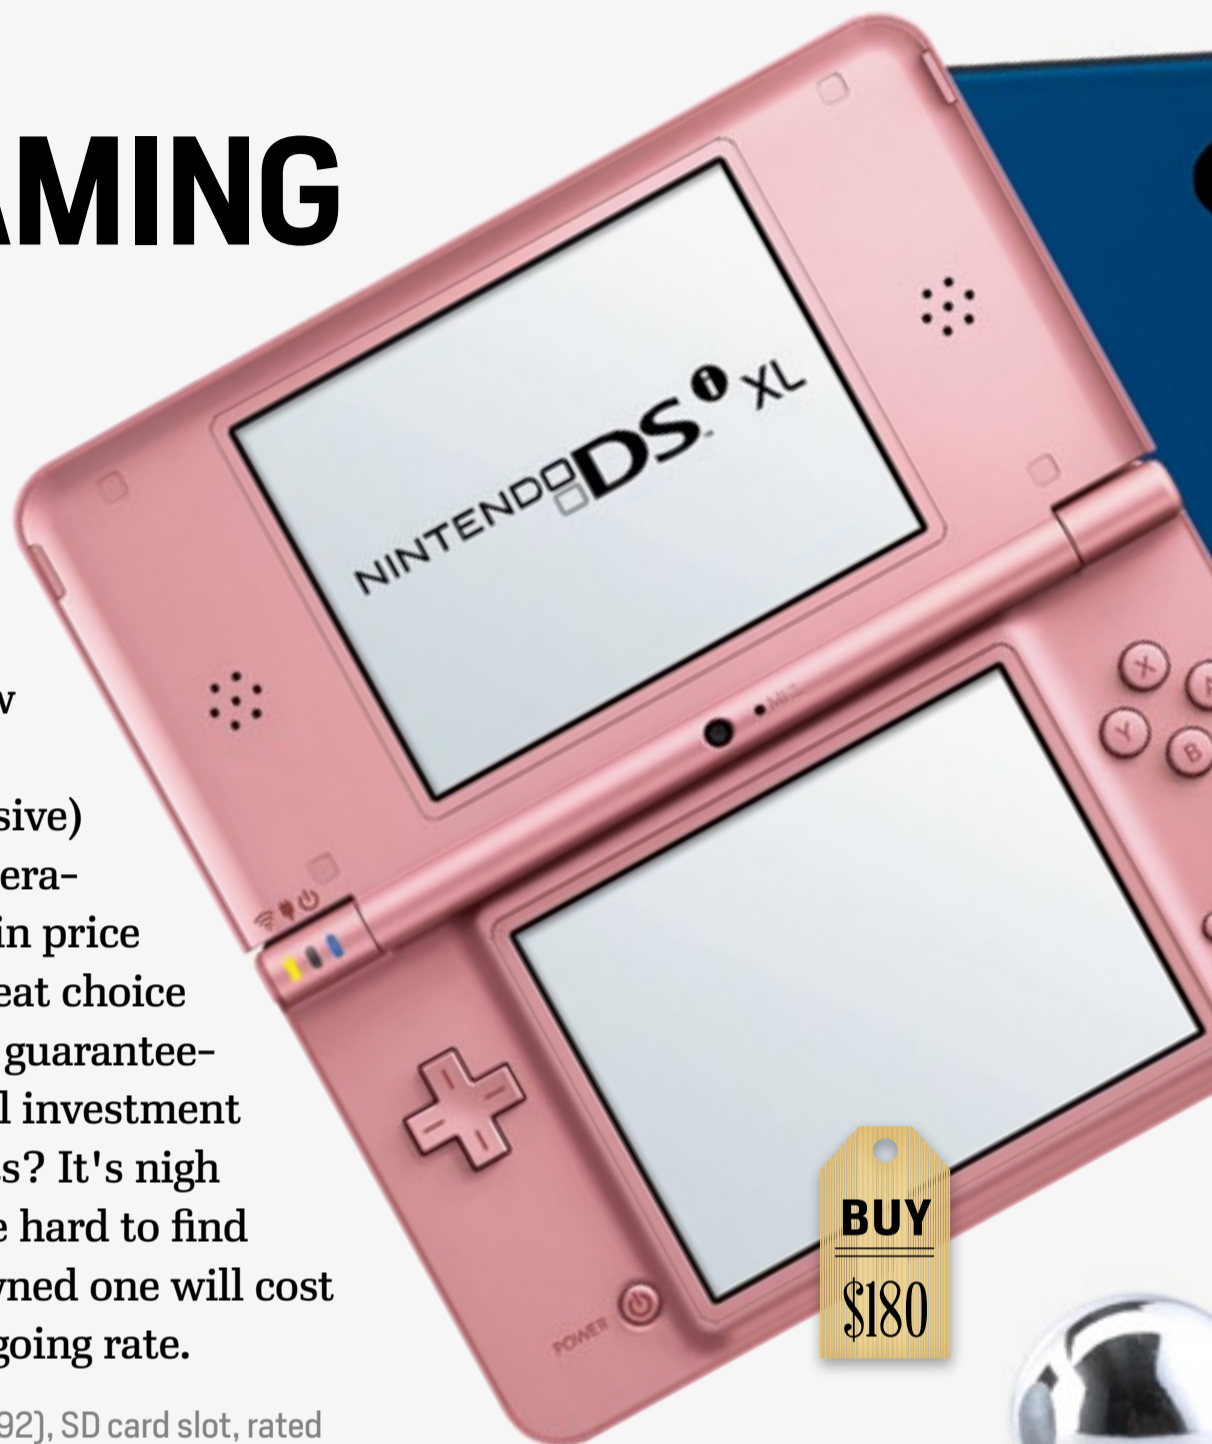 AMING
NINTENDO DSi XL
MIC
w
sive)
era-
in price
eat choice
guarantee-
l investment
s? It's nigh
e hard to find
wned one will cost
going rate.
92), SD card slot, rated
X
A
Y
B
POWER
BUY
$180